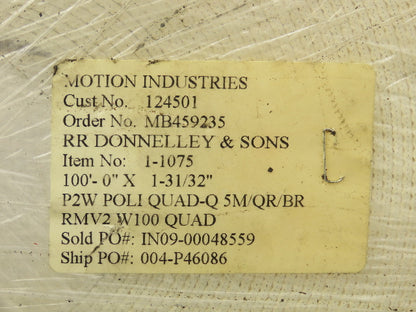 MOTION INDUSTRIES
Cust No. 124501
Order No. MB459235
RR DONNELLEY & SONS
Item No: 1-1075
100'- 0" X 1-31/32"
P2W POLI QUAD-Q 5M/QR/BR
RMV2 W100 QUAD
Sold PO#: IN09-00048559
Ship PO#: 004-P46086